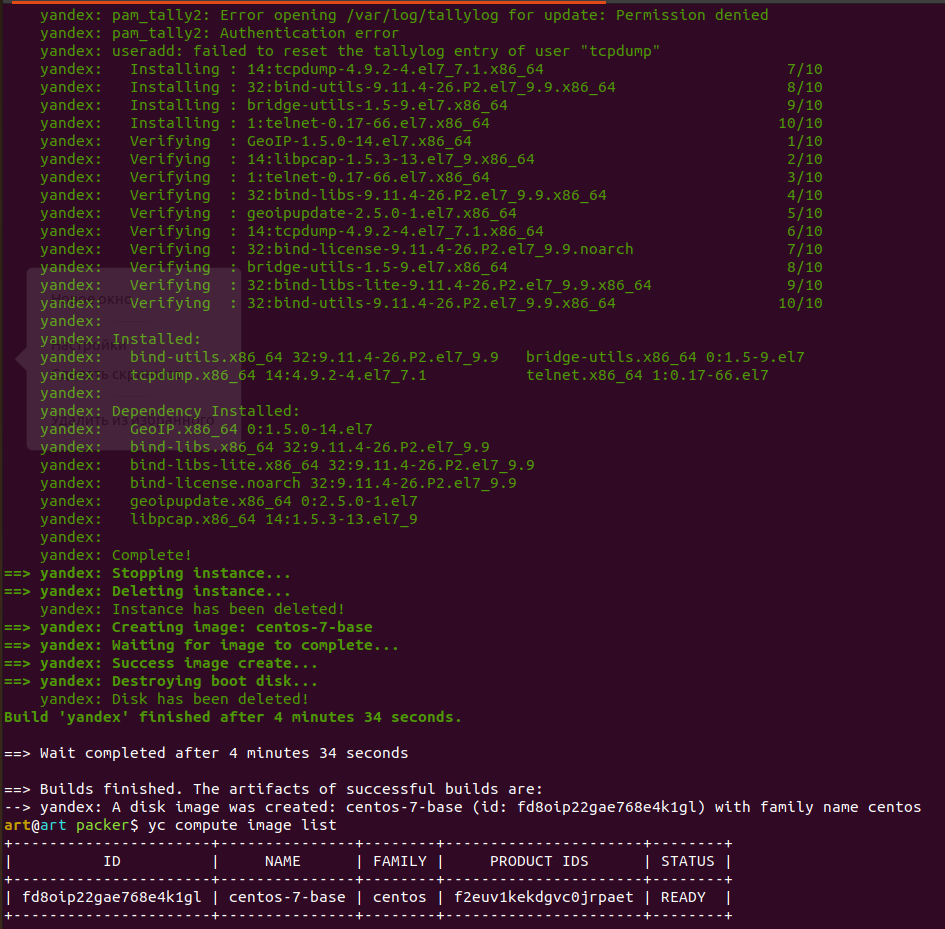 yandex: pam_tally2: Error opening /var/log/tallylog for update: Permission denied
yandex: pam_tally2: Authentication error
yandex: useradd: failed to reset the tallylog entry of user "tcpdump"
yandex:   Installing : 14:tcpdump-4.9.2-4.el7_7.1.x86_64                           7/10
yandex:   Installing : 32:bind-utils-9.11.4-26.P2.el7_9.9.x86_64                   8/10
yandex:   Installing : bridge-utils-1.5-9.el7.x86_64                               9/10
yandex:   Installing : 1:telnet-0.17-66.el7.x86_64                                10/10
yandex:   Verifying  : GeoIP-1.5.0-14.el7.x86_64                                   1/10
yandex:   Verifying  : 14:libpcap-1.5.3-13.el7_9.x86_64                            2/10
yandex:   Verifying  : 1:telnet-0.17-66.el7.x86_64                                 3/10
yandex:   Verifying  : 32:bind-libs-9.11.4-26.P2.el7_9.9.x86_64                    4/10
yandex:   Verifying  : geoipupdate-2.5.0-1.el7.x86_64                              5/10
yandex:   Verifying  : 14:tcpdump-4.9.2-4.el7_7.1.x86_64                           6/10
yandex:   Verifying  : 32:bind-license-9.11.4-26.P2.el7_9.9.noarch                 7/10
yandex:   Verifying  : bridge-utils-1.5-9.el7.x86_64                               8/10
yandex:   Verifying  : 32:bind-libs-lite-9.11.4-26.P2.el7_9.9.x86_64               9/10
yandex:   Verifying  : 32:bind-utils-9.11.4-26.P2.el7_9.9.x86_64                  10/10
yandex:
yandex: Installed:
yandex:   bind-utils.x86_64 32:9.11.4-26.P2.el7_9.9   bridge-utils.x86_64 0:1.5-9.el7
yandex:   tcpdump.x86_64 14:4.9.2-4.el7_7.1           telnet.x86_64 1:0.17-66.el7
yandex:
yandex: Dependency Installed:
yandex:   GeoIP.x86_64 0:1.5.0-14.el7
yandex:   bind-libs.x86_64 32:9.11.4-26.P2.el7_9.9
yandex:   bind-libs-lite.x86_64 32:9.11.4-26.P2.el7_9.9
yandex:   bind-license.noarch 32:9.11.4-26.P2.el7_9.9
yandex:   geoipupdate.x86_64 0:2.5.0-1.el7
yandex:   libpcap.x86_64 14:1.5.3-13.el7_9
yandex:
yandex: Complete!
==> yandex: Stopping instance...
==> yandex: Deleting instance...
yandex: Instance has been deleted!
==> yandex: Creating image: centos-7-base
==> yandex: Waiting for image to complete...
==> yandex: Success image create...
==> yandex: Destroying boot disk...
yandex: Disk has been deleted!
Build 'yandex' finished after 4 minutes 34 seconds.
==> Wait completed after 4 minutes 34 seconds
==> Builds finished. The artifacts of successful builds are:
--> yandex: A disk image was created: centos-7-base (id: fd8oip22gae768e4k1gl) with family name centos
art@art packer$ yc compute image list
+----------------------+---------------+--------+----------------------+--------+
|          ID          |     NAME      | FAMILY |     PRODUCT IDS      | STATUS |
+----------------------+---------------+--------+----------------------+--------+
| fd8oip22gae768e4k1gl | centos-7-base | centos | f2euv1kekdgvc0jrpaet | READY  |
+----------------------+---------------+--------+----------------------+--------+